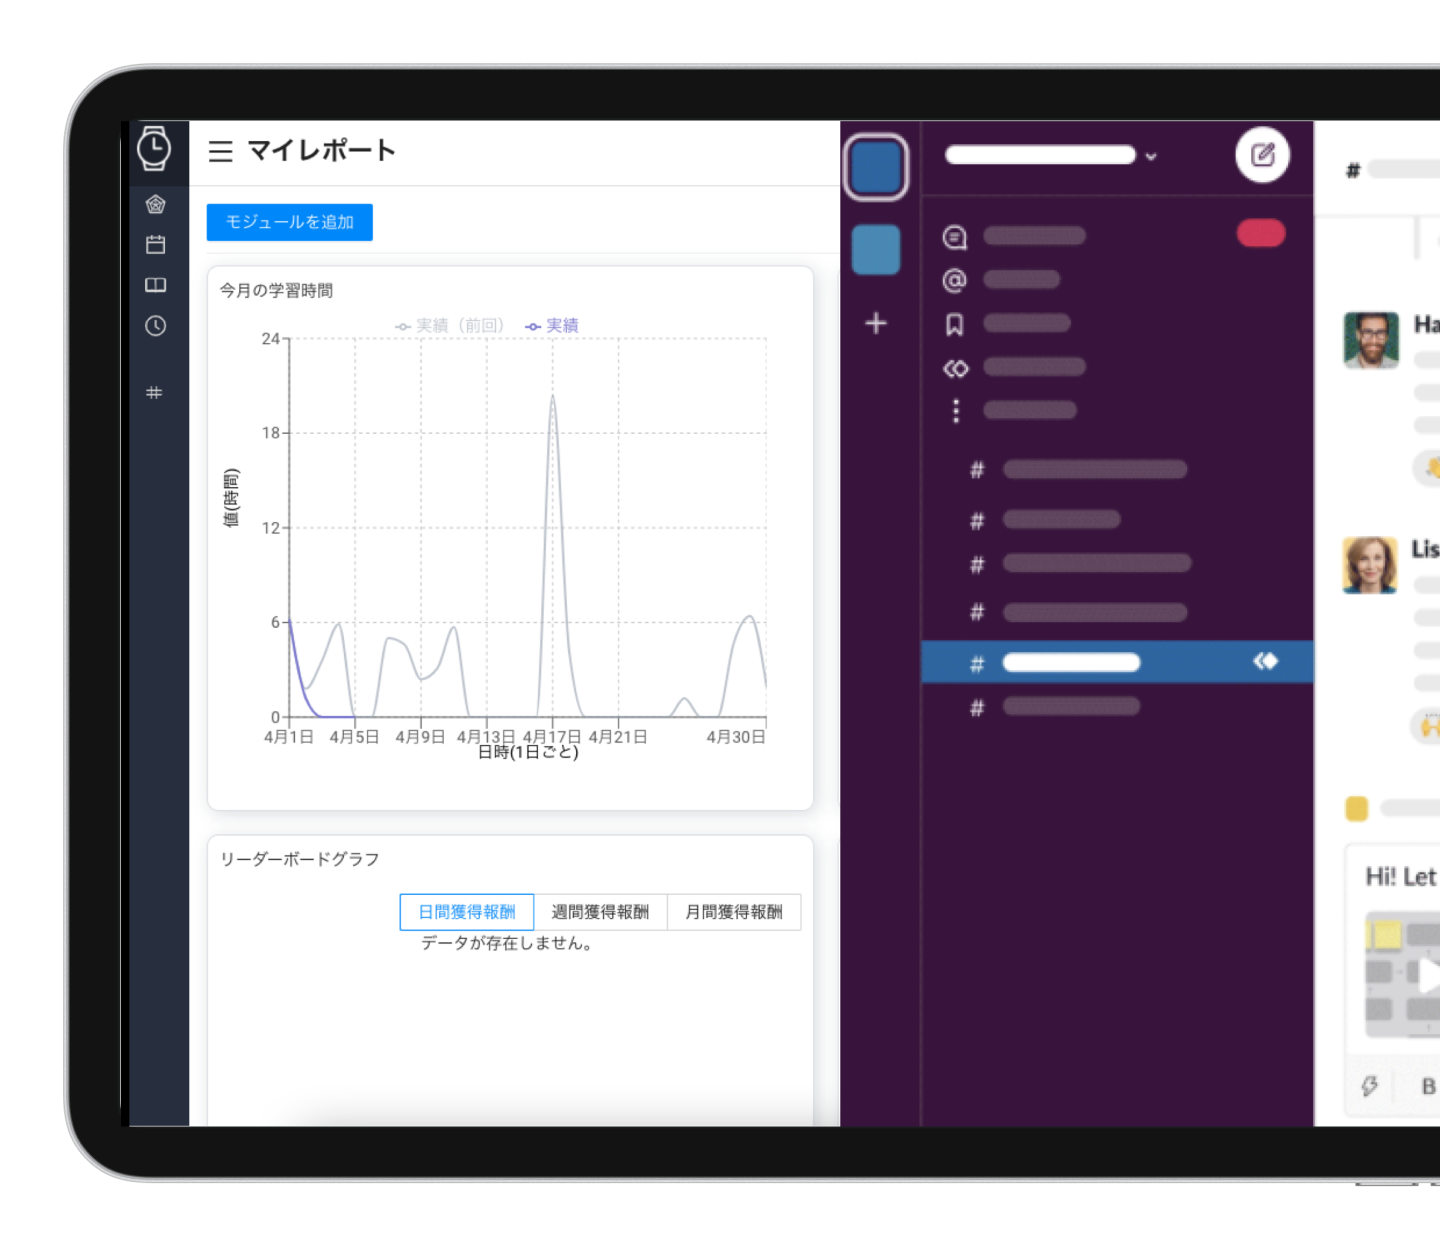 マイレポート
モジュールを追加
今月の学習時間
実績（前回） 実績
24
18
12
6
0
値(時間)
4月1日 4月5日 4月9日 4月13日 4月17日 4月21日 4月30日
日時(1日ごと)
リーダーボードグラフ
日間獲得報酬 週間獲得報酬 月間獲得報酬
データが存在しません。
#
@
#
#
#
#
#
#
#
Ha
Lis
Hi! Let
B